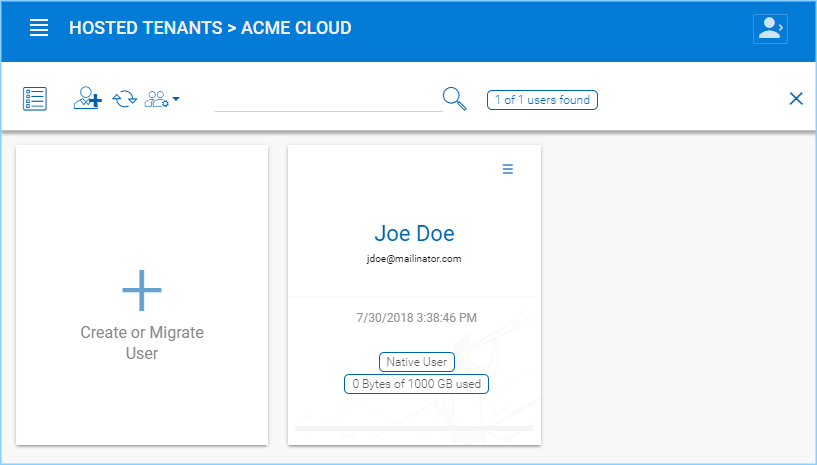 HOSTED TENANTS > ACME CLOUD
1 of 1 users found
Create or Migrate
User
Joe Doe
jdoe@mailinator.com
7/30/2018 3:38:46 PM
Native User
0 Bytes of 1000 GB used